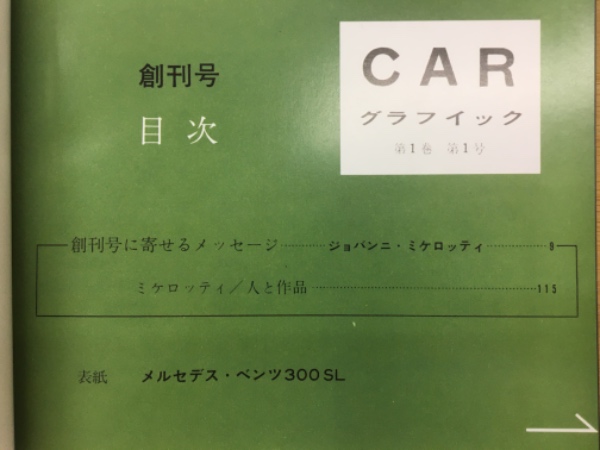 創刊号
目次
CAR
グラフイック
第1巻 第1号
創刊号に寄せるメッセージ…………ジョバンニ・ミケロッティ…………9
ミケロッティ／人と作品…………115
表紙 メルセデス・ベンツ300SL